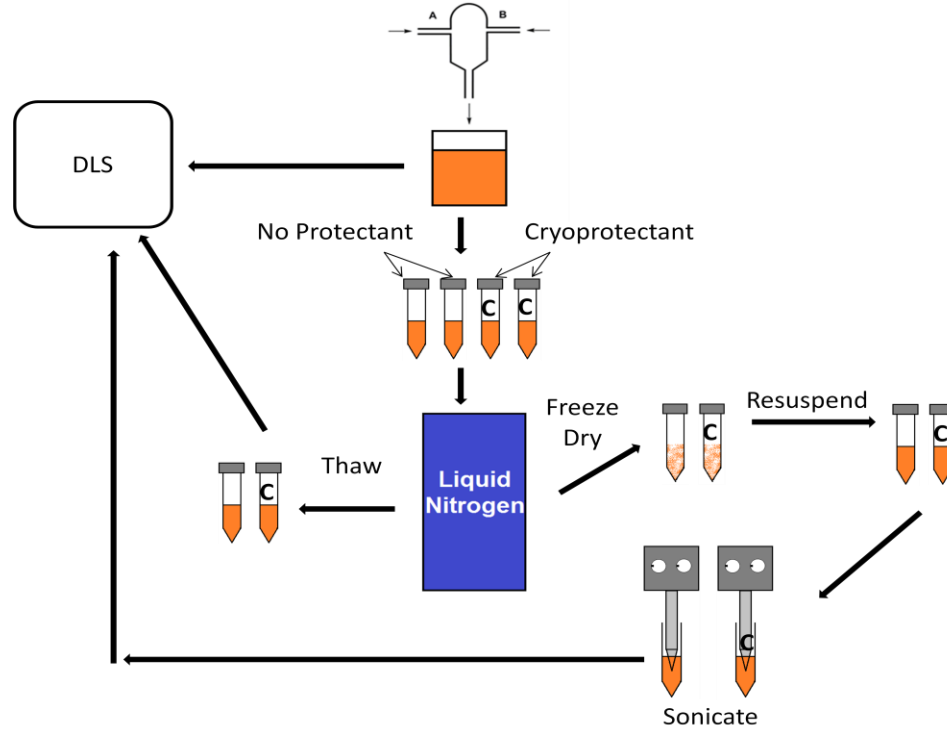 A B
DLS
No Protectant Cryoprotectant
C C
Freeze
Dry
Resuspend
C
C
Thaw
C
Liquid
Nitrogen
C
Sonicate